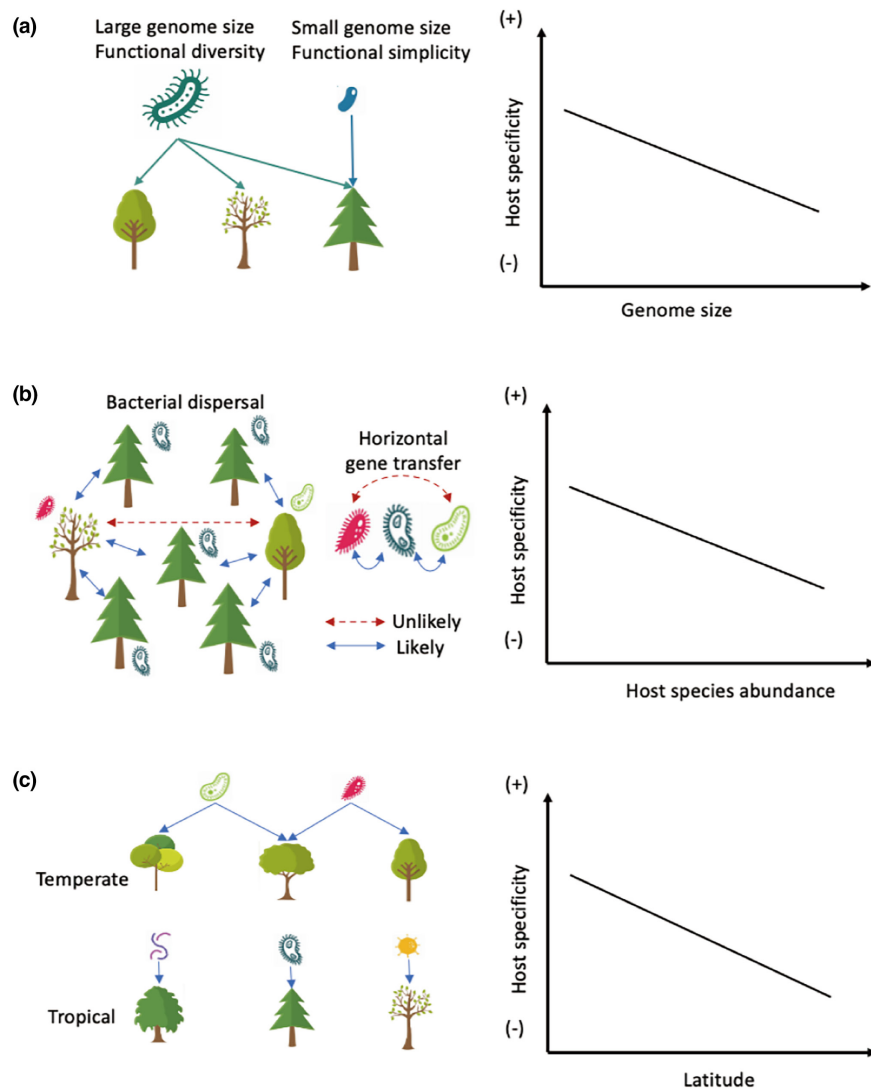 (a)
Large genome size
Functional diversity
Small genome size
Functional simplicity
(+)
Host specificity
(-)
Genome size
(b)
Bacterial dispersal
Horizontal
gene transfer
Unlikely
Likely
(+)
Host specificity
(-)
Host species abundance
(c)
Temperate
Tropical
(+)
Host specificity
(-)
Latitude